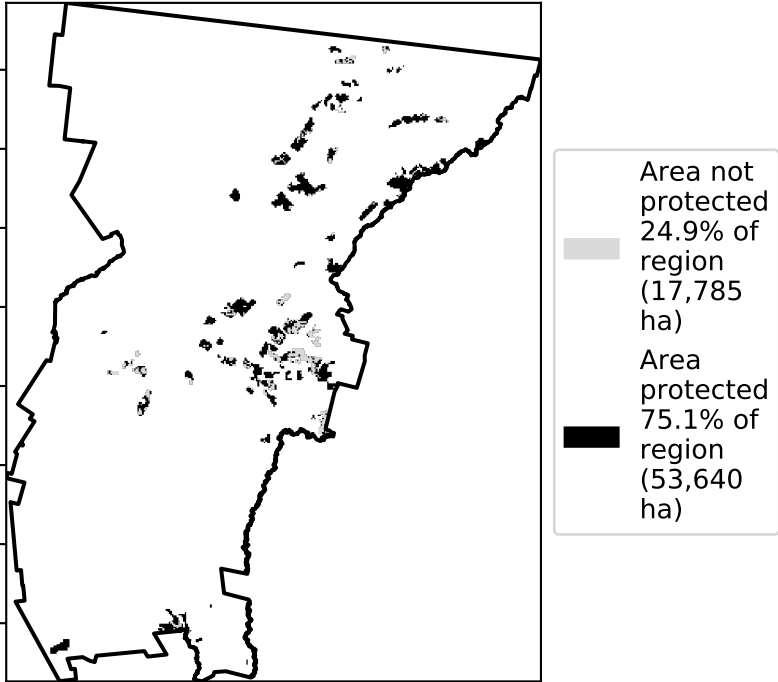 Area not
protected
24.9% of
region
(17,785
ha)
Area
protected
75.1% of
region
(53,640
ha)